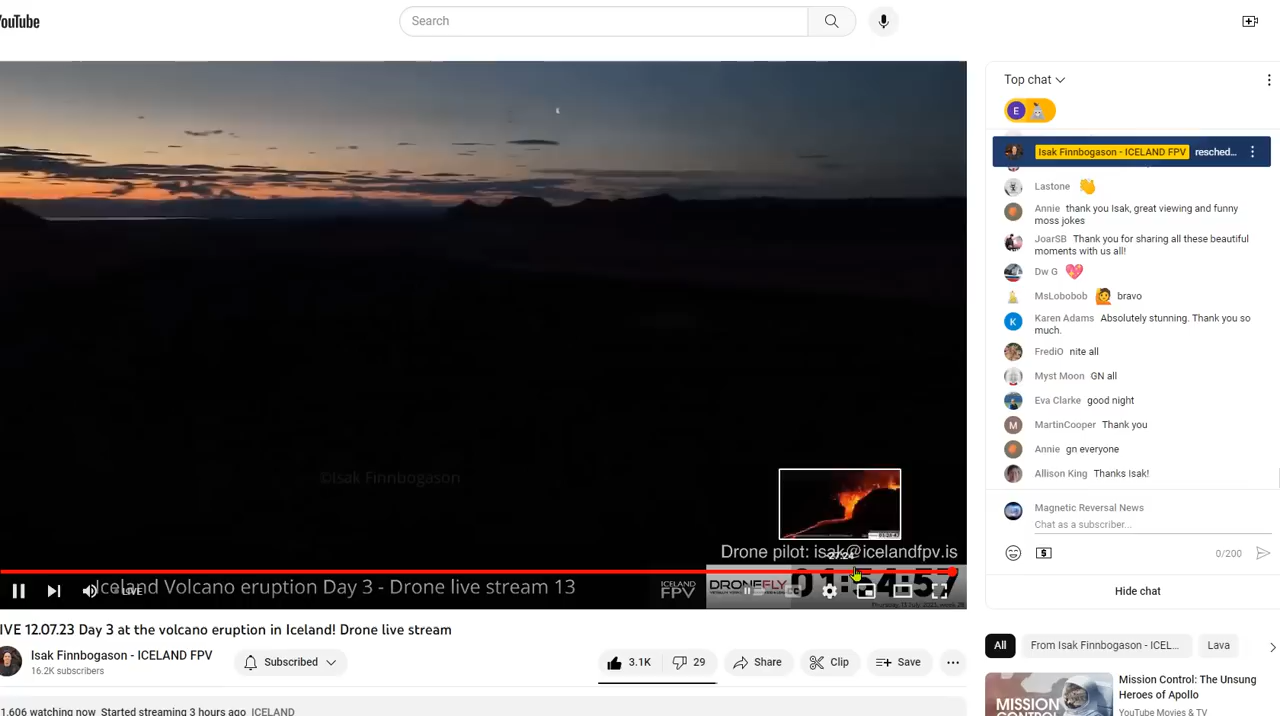 YouTube
Search
Top chat
E
Isak Finnbogason - ICELAND FPV resched...
Lastone
Annie thank you Isak, great viewing and funny
moss jokes
JoarSB Thank you for sharing all these beautiful
moments with us all!
Dw G
MsLobobob bravo
K Karen Adams Absolutely stunning. Thank you so
much.
FrediO nite all
Myst Moon GN all
Eva Clarke good night
M MartinCooper Thank you
Annie gn everyone
Allison King Thanks Isak!
Magnetic Reversal News
Chat as a subscriber...
0/200
Hide chat
©Isak Finnbogason
Drone pilot: isak@icelandfpv.is
Iceland Volcano eruption Day 3 - Drone live stream 13
LIVE
ICELAND
FPV
DRONEFLY
01:54:57
IVE 12.07.23 Day 3 at the volcano eruption in Iceland! Drone live stream
Isak Finnbogason - ICELAND FPV
16.2K subscribers
Subscribed
3.1K
29
Share
Clip
Save
1,606 watching now Started streaming 3 hours ago ICELAND
All
From Isak Finnbogason - ICEL...
Lava
Mission Control: The Unsung
Heroes of Apollo
YouTube Movies & TV
MISSION